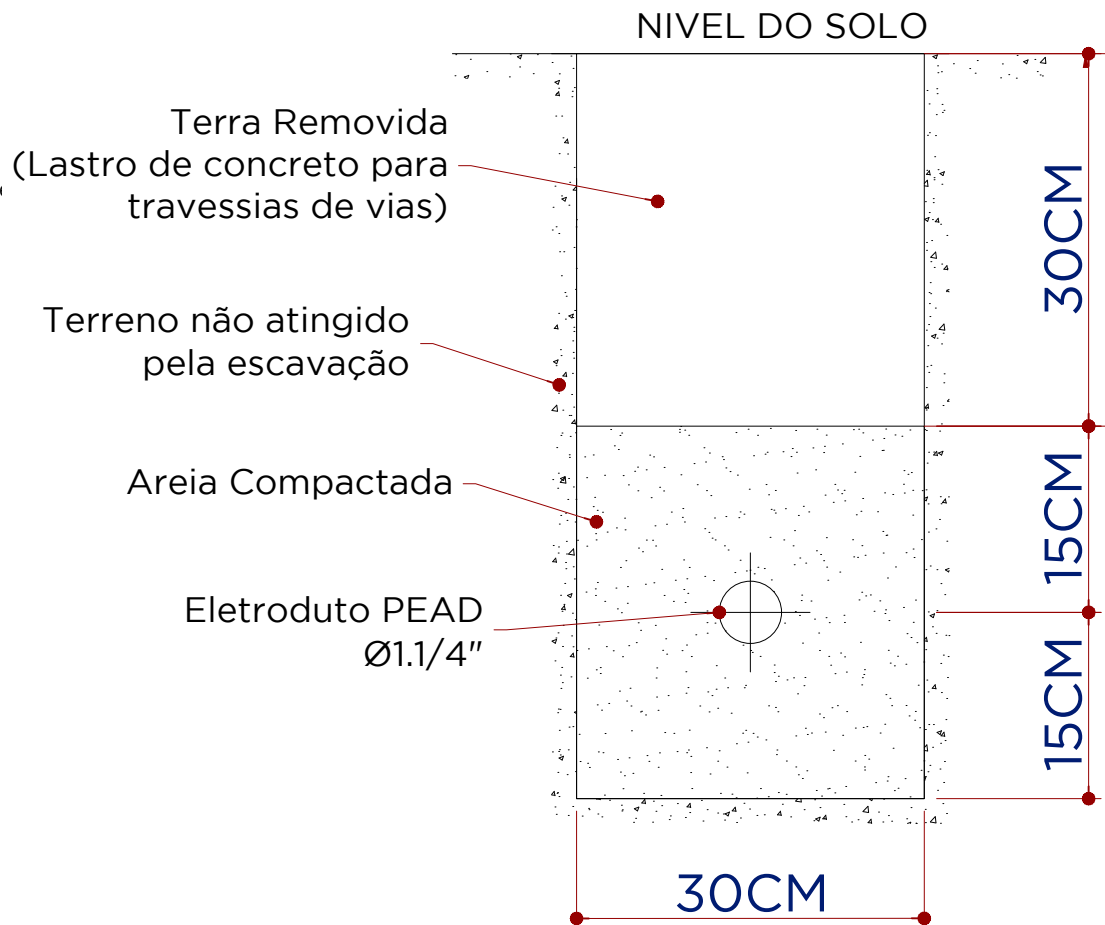 NIVEL DO SOLO
Terra Removida
(Lastro de concreto para
travessias de vias)
30CM
Terreno não atingido
pela escavação
Areia Compactada
15CM
Eletroduto PEAD
Ø1.1/4"
15CM
30CM